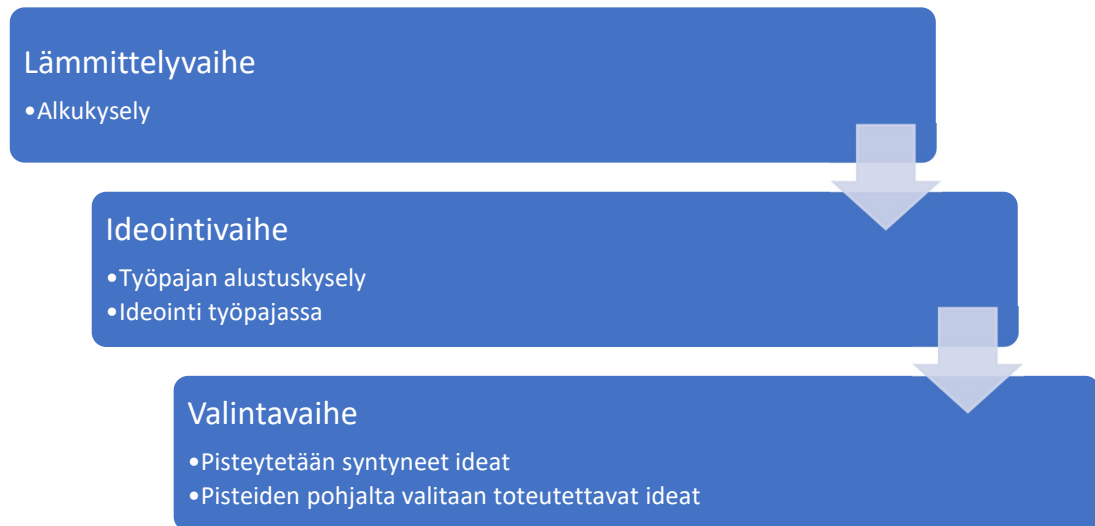 Lämmittelyvaihe
•Alkukysely
Ideointivaihe
•Työpajan alustuskysely
•Ideointi työpajassa
Valintavaihe
•Pisteytetään syntyneet ideat
•Pisteiden pohjalta valitaan toteutettavat ideat